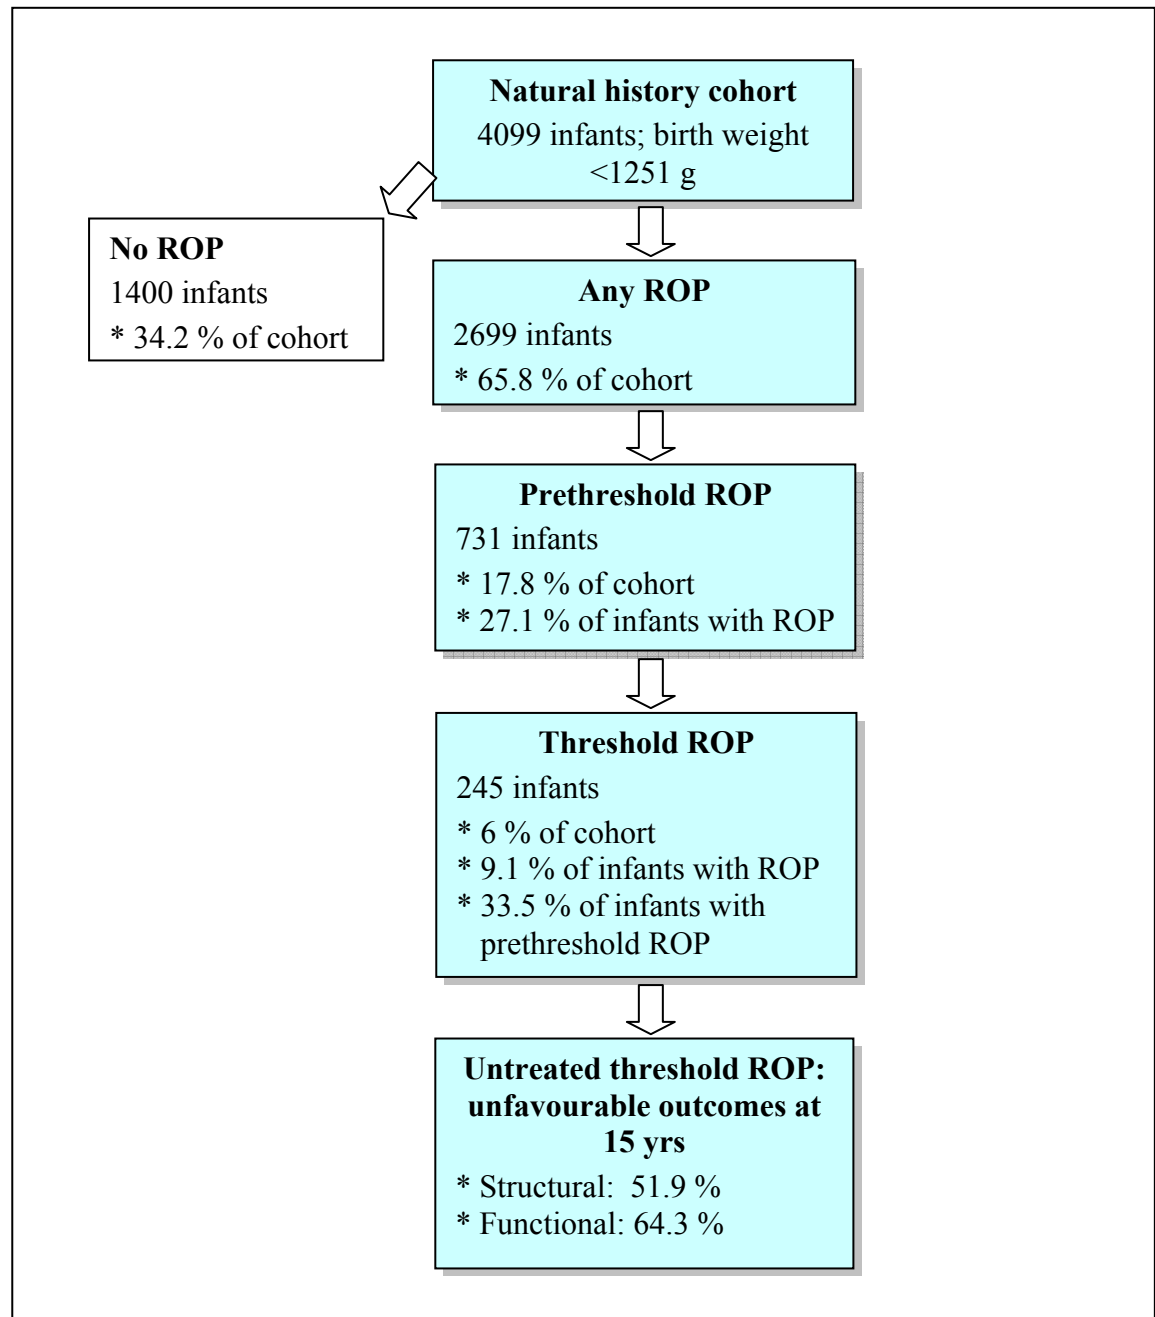 Natural history cohort
4099 infants; birth weight
<1251 g
No ROP
1400 infants
* 34.2 % of cohort
Any ROP
2699 infants
* 65.8 % of cohort
Prethreshold ROP
731 infants
* 17.8 % of cohort
* 27.1 % of infants with ROP
Threshold ROP
245 infants
* 6 % of cohort
* 9.1 % of infants with ROP
* 33.5 % of infants with
prethreshold ROP
Untreated threshold ROP:
unfavourable outcomes at
15 yrs
* Structural: 51.9 %
* Functional: 64.3 %